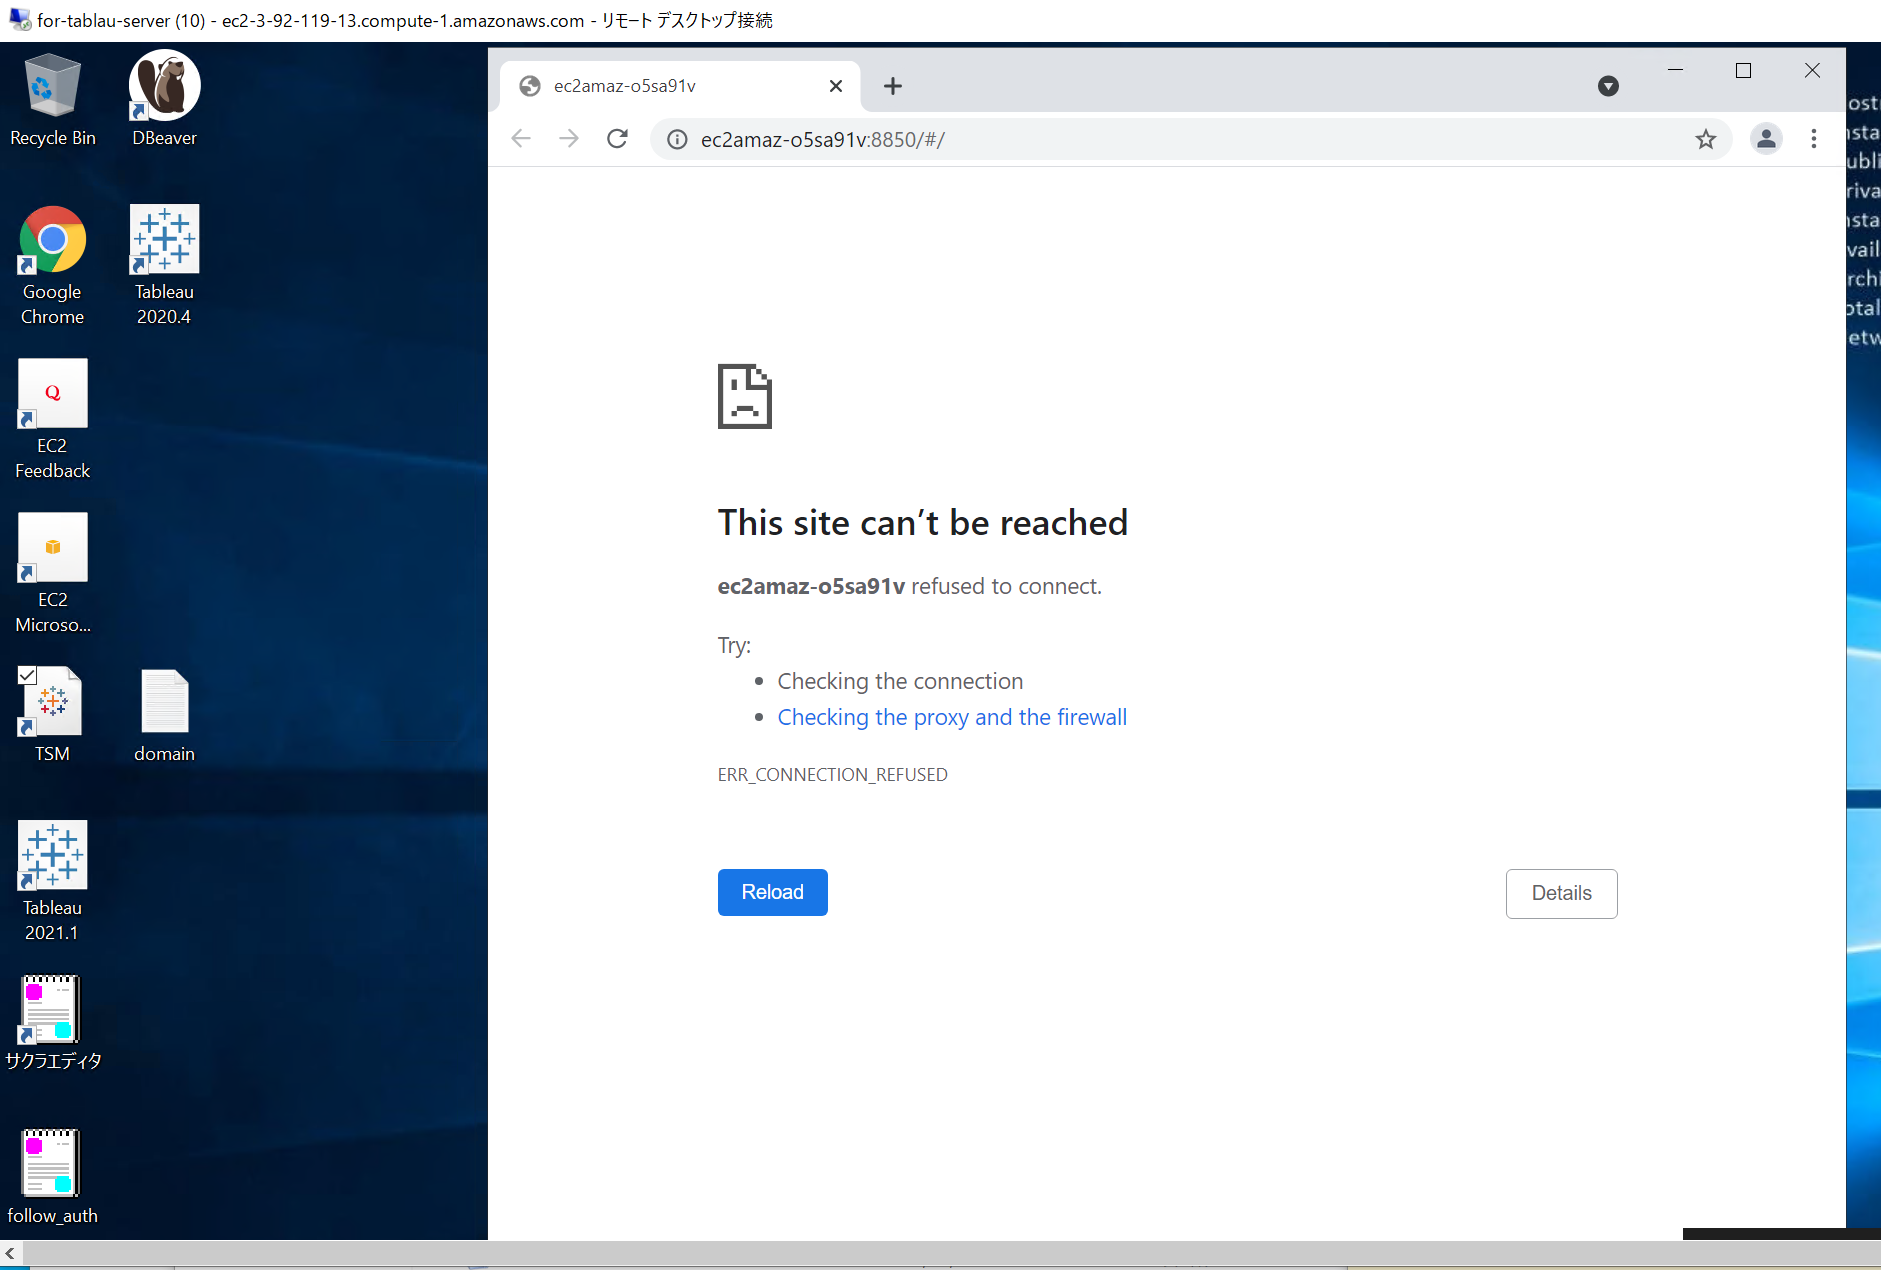 for-tablau-server (10) - ec2-3-92-119-13.compute-1.amazonaws.com - リモート デスクトップ接続
Recycle Bin
DBeaver
Google
Chrome
Tableau
2020.4
Q
EC2
Feedback
EC2
Microso...
TSM
domain
Tableau
2021.1
サクラエディタ
follow_auth
ec2amaz-o5sa91v
ec2amaz-o5sa91v:8850/#/
This site can't be reached
ec2amaz-o5sa91v refused to connect.
Try:
Checking the connection
Checking the proxy and the firewall
ERR_CONNECTION_REFUSED
Reload
Details